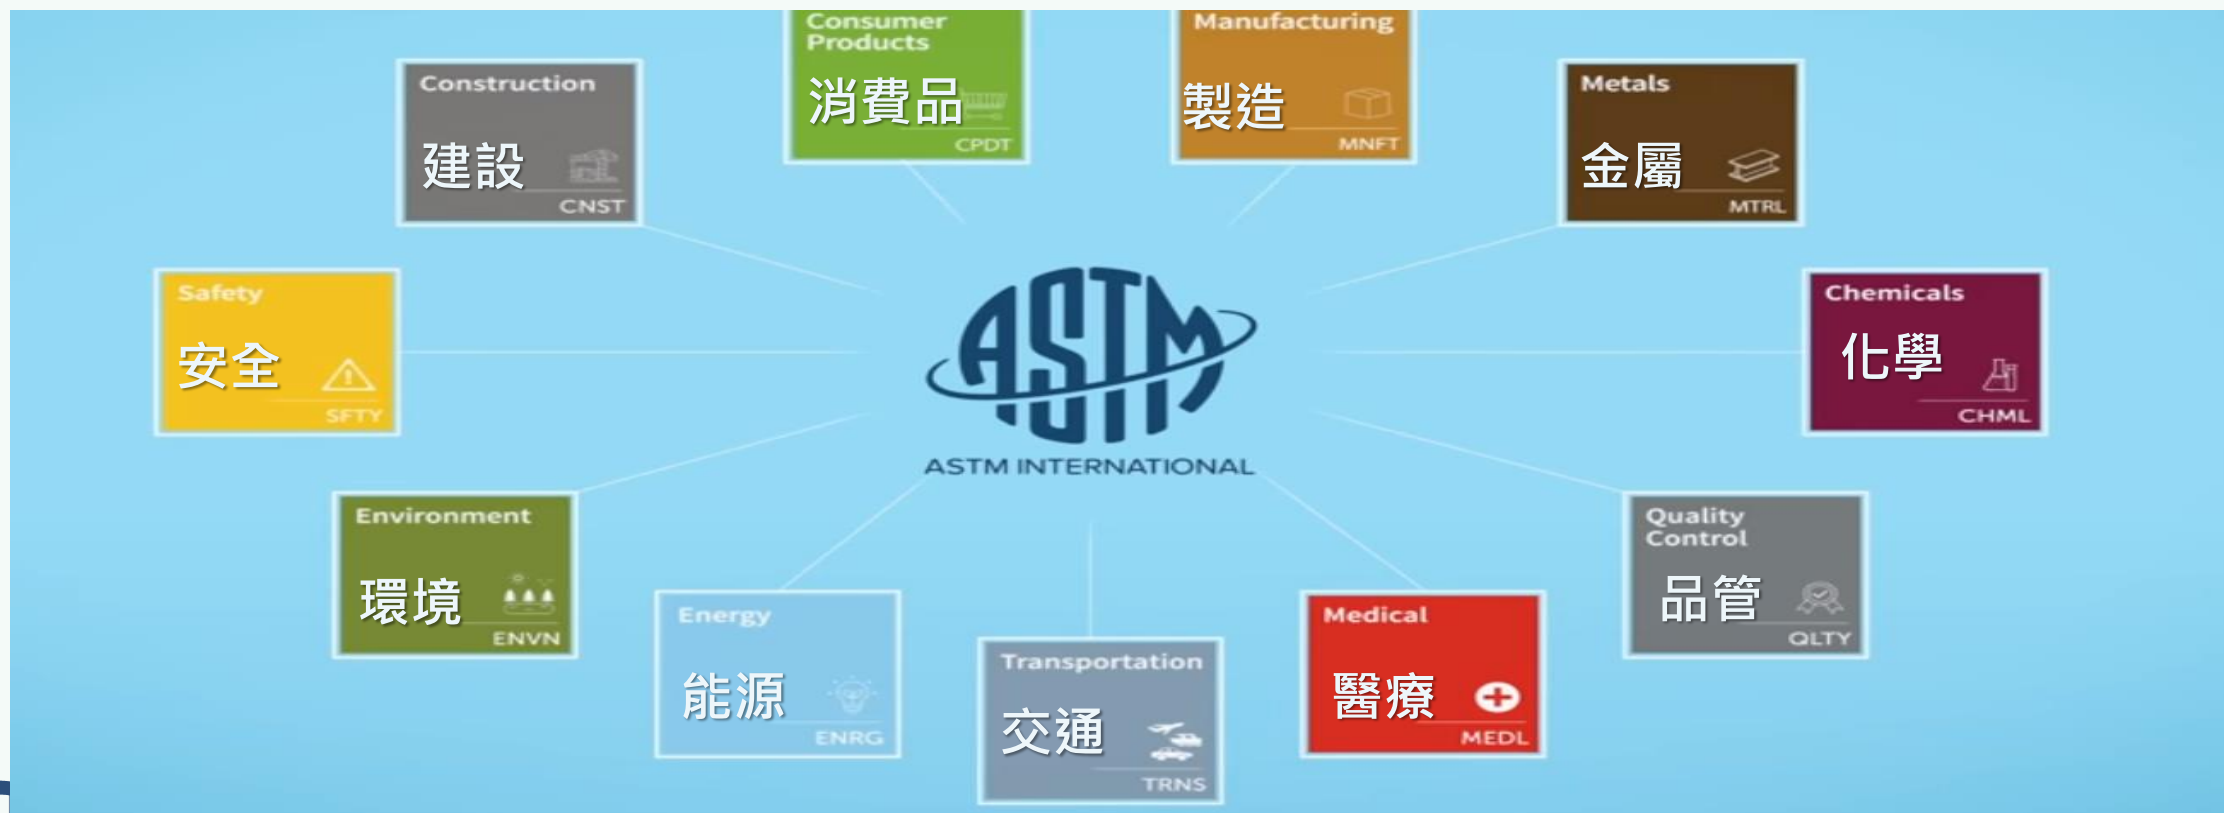 Consumer
Products
消費品
CPDT
Manufacturing
製造
MNFT
Construction
建設
CNST
Metals
金屬
MTRL
Safety
安全
SFTY
Chemicals
化學
CHML
ASTM
ASTM INTERNATIONAL
Environment
環境
ENVN
Quality
Control
品管
QLTY
Energy
能源
ENRG
Medical
醫療
MEDL
Transportation
交通
TRNS